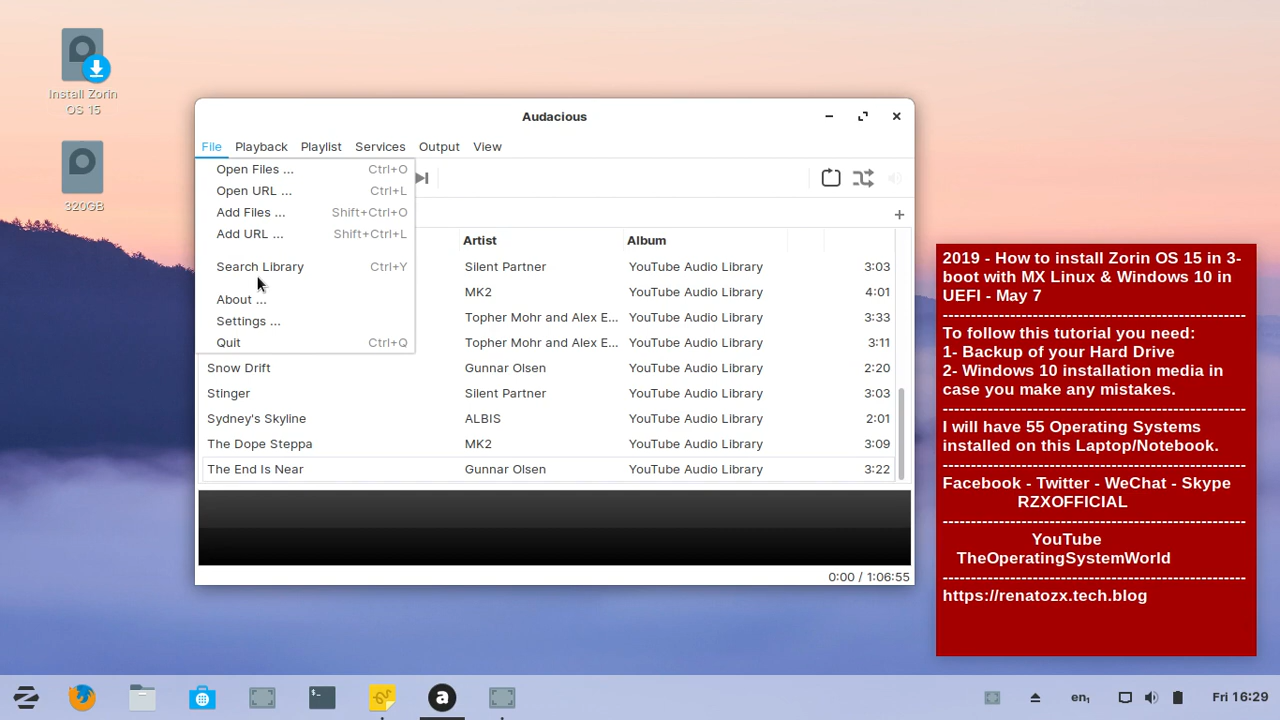 Install Zorin
OS 15
320GB
Audacious
File Playback Playlist Services Output View
Open Files ... Ctrl+O
Open URL ... Ctrl+L
Add Files ... Shift+Ctrl+O
Add URL ... Shift+Ctrl+L
Search Library Ctrl+Y
About ...
Settings ...
Quit Ctrl+Q
+
Artist Album
Silent Partner YouTube Audio Library 3:03
MK2 YouTube Audio Library 4:01
Topher Mohr and Alex E... YouTube Audio Library 3:33
Topher Mohr and Alex E... YouTube Audio Library 3:11
Snow Drift Gunnar Olsen YouTube Audio Library 2:20
Stinger Silent Partner YouTube Audio Library 3:03
Sydney's Skyline ALBIS YouTube Audio Library 2:01
The Dope Steppa MK2 YouTube Audio Library 3:09
The End Is Near Gunnar Olsen YouTube Audio Library 3:22
0:00 / 1:06:55
2019 - How to install Zorin OS 15 in 3-
boot with MX Linux & Windows 10 in
UEFI - May 7
-------------------------------------------------
To follow this tutorial you need:
1- Backup of your Hard Drive
2- Windows 10 installation media in
case you make any mistakes.
-------------------------------------------------
I will have 55 Operating Systems
installed on this Laptop/Notebook.
-------------------------------------------------
Facebook - Twitter - WeChat - Skype
RZXOFFICIAL
-------------------------------------------------
YouTube
TheOperatingSystemWorld
-------------------------------------------------
https://renatozx.tech.blog
$_
a
en1
Fri 16:29